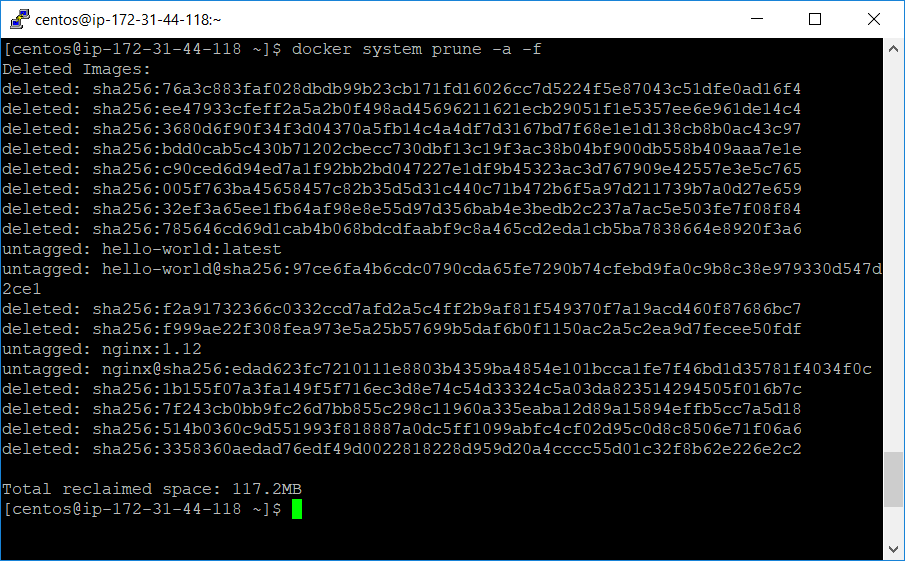 centos@ip-172-31-44-118:~
[centos@ip-172-31-44-118 ~]$ docker system prune -a -f
Deleted Images:
deleted: sha256:76a3c883faf028dbdb99b23cb171fd16026cc7d5224f5e87043c51dfe0ad16f4
deleted: sha256:ee47933cfeff2a5a2b0f498ad45696211621ecb29051f1e5357ee6e961de14c4
deleted: sha256:3680d6f90f34f3d04370a5fb14c4a4df7d3167bd7f68e1e1d138cb8b0ac43c97
deleted: sha256:bdd0cab5c430b71202cbecc730dbf13c19f3ac38b04bf900db558b409aaa7e1e
deleted: sha256:c90ced6d94ed7a1f92bb2bd047227e1df9b45323ac3d767909e42557e3e5c765
deleted: sha256:005f763ba45658457c82b35d5d31c440c71b472b6f5a97d211739b7a0d27e659
deleted: sha256:32ef3a65ee1fb64af98e8e55d97d356bab4e3bedb2c237a7ac5e503fe7f08f84
deleted: sha256:785646cd69d1cab4b068bdcdfaabf9c8a465cd2eda1cb5ba7838664e8920f3a6
untagged: hello-world:latest
untagged: hello-world@sha256:97ce6fa4b6cdc0790cda65fe7290b74cfebd9fa0c9b8c38e979330d547d
2ce1
deleted: sha256:f2a91732366c0332ccd7afd2a5c4ff2b9af81f549370f7a19acd460f87686bc7
deleted: sha256:f999ae22f308fea973e5a25b57699b5daf6b0f1150ac2a5c2ea9d7fecee50fdf
untagged: nginx:1.12
untagged: nginx@sha256:edad623fc7210111e8803b4359ba4854e101bcca1fe7f46bd1d35781f4034f0c
deleted: sha256:1b155f07a3fa149f5f716ec3d8e74c54d33324c5a03da823514294505f016b7c
deleted: sha256:7f243cb0bb9fc26d7bb855c298c11960a335eaba12d89a15894effb5cc7a5d18
deleted: sha256:514b0360c9d551993f818887a0dc5ff1099abfc4cf02d95c0d8c8506e71f06a6
deleted: sha256:3358360aedad76edf49d0022818228d959d20a4cccc55d01c32f8b62e226e2c2
Total reclaimed space: 117.2MB
[centos@ip-172-31-44-118 ~]$